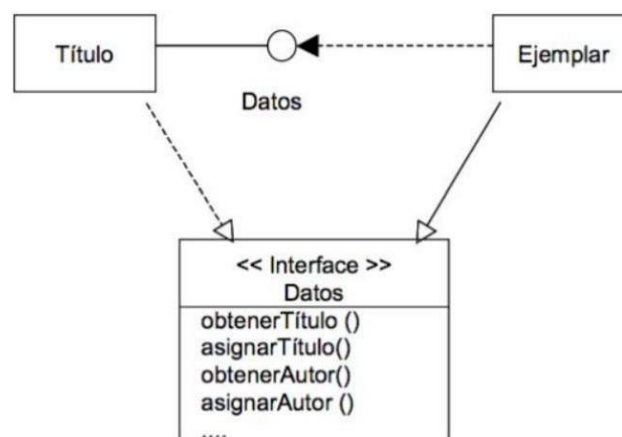 Título
Ejemplar
Datos
<< Interface >>
Datos
obtenerTítulo ()
asignarTítulo()
obtenerAutor()
asignarAutor ()
....